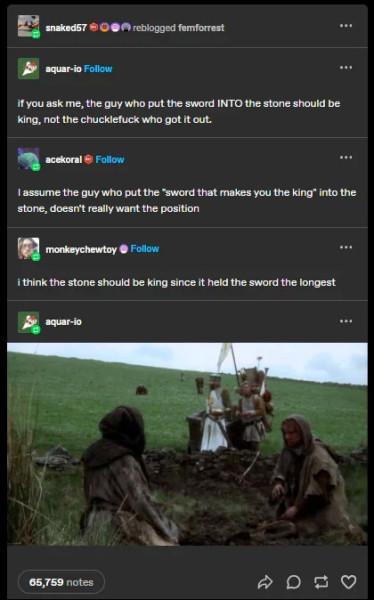 snaked57 reblogged femforrest
aquar-io Follow
if you ask me, the guy who put the sword INTO the stone should be
king, not the chucklefuck who got it out.
acekoral Follow
I assume the guy who put the "sword that makes you the king" into the
stone, doesn't really want the position
monkeychewtoy Follow
i think the stone should be king since it held the sword the longest
aquar-io
65,759 notes